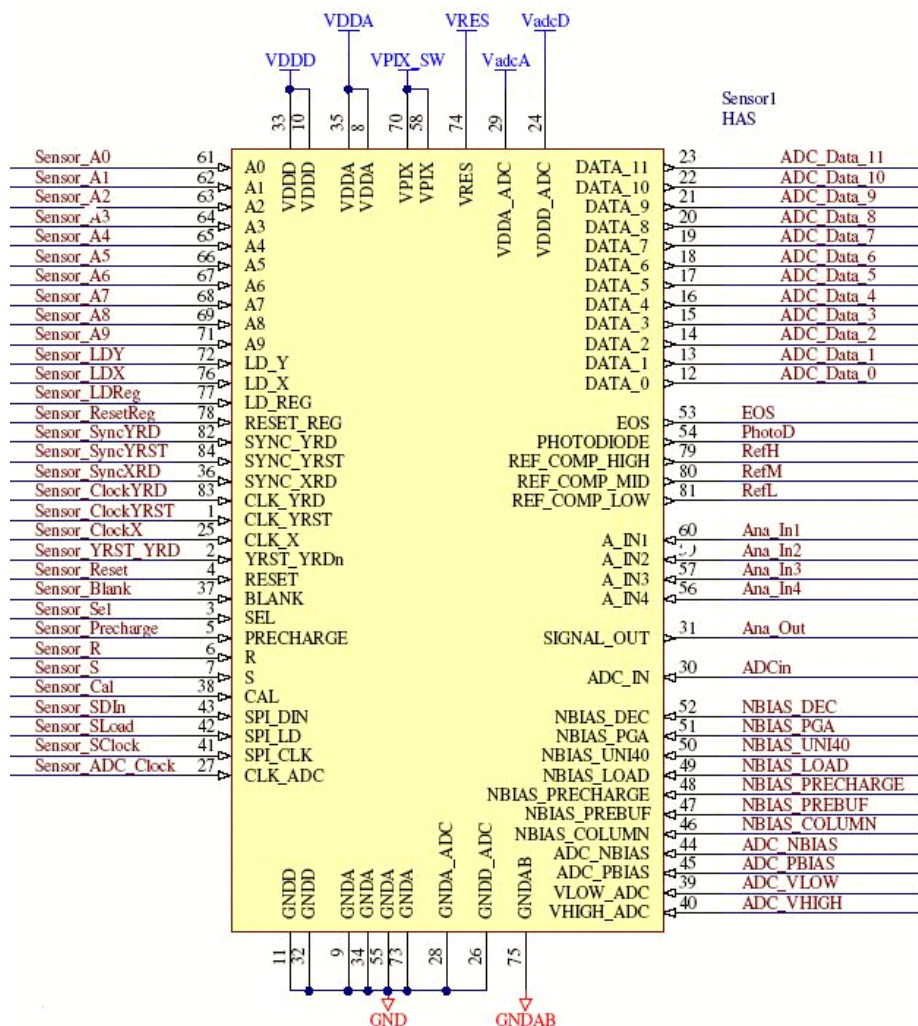 VDDA VRES VadcD
VDDD VPIX_SW VadcA
Sensor1
HAS
33 10 35 8 70 58 74 29 24
VDDD VDDD VDDA VDDA VPIX VPIX VRES VDDA_ADC VDDD_ADC
Sensor_A0 61 A0 DATA_11 23 ADC_Data_11
Sensor_A1 62 A1 DATA_10 22 ADC_Data_10
Sensor_A2 63 A2 DATA_9 21 ADC_Data_9
Sensor_A3 64 A3 DATA_8 20 ADC_Data_8
Sensor_A4 65 A4 DATA_7 19 ADC_Data_7
Sensor_A5 66 A5 DATA_6 18 ADC_Data_6
Sensor_A6 67 A6 DATA_5 17 ADC_Data_5
Sensor_A7 68 A7 DATA_4 16 ADC_Data_4
Sensor_A8 69 A8 DATA_3 15 ADC_Data_3
Sensor_A9 71 A9 DATA_2 14 ADC_Data_2
Sensor_LDY 72 LD_Y DATA_1 13 ADC_Data_1
Sensor_LDX 76 LD_X DATA_0 12 ADC_Data_0
Sensor_LDReg 77 LD_REG
Sensor_ResetReg 78 RESET_REG EOS 53 EOS
Sensor_SyncYRD 82 SYNC_YRD PHOTODIODE 54 PhotoD
Sensor_SyncYRST 84 SYNC_YRST REF_COMP_HIGH 79 RefH
Sensor_SyncXRD 36 SYNC_XRD REF_COMP_MID 80 RefM
Sensor_ClockYRD 83 CLK_YRD REF_COMP_LOW 81 RefL
Sensor_ClockYRST 1 CLK_YRST
Sensor_ClockX 25 CLK_X A_IN1 60 Ana_In1
Sensor_YRST_YRD 2 YRST_YRDn A_IN2 Ana_In2
Sensor_Reset 4 RESET A_IN3 57 Ana_In3
Sensor_Blank 37 BLANK A_IN4 56 Ana_In4
Sensor_Sel 3 SEL
Sensor_Precharge 5 PRECHARGE SIGNAL_OUT 31 Ana_Out
Sensor_R 6 R
Sensor_S 7 S ADC_IN 30 ADCin
Sensor_Cal 38 CAL
Sensor_SDIn 43 SPI_DIN NBIAS_DEC 52 NBIAS_DEC
Sensor_SLoad 42 SPI_LD NBIAS_PGA 51 NBIAS_PGA
Sensor_SClock 41 SPI_CLK NBIAS_UNI40 50 NBIAS_UNI40
Sensor_ADC_Clock 27 CLK_ADC NBIAS_LOAD 49 NBIAS_LOAD
NBIAS_PRECHARGE 48 NBIAS_PRECHARGE
NBIAS_PREBUF 47 NBIAS_PREBUF
NBIAS_COLUMN 46 NBIAS_COLUMN
ADC_NBIAS 44 ADC_NBIAS
ADC_PBIAS 45 ADC_PBIAS
VLOW_ADC 39 ADC_VLOW
VHIGH_ADC 40 ADC_VHIGH
GNDD GNDD GNDA GNDA GNDA GNDA GNDA_ADC GNDD_ADC GNDAB
11 32 9 34 55 73 28 26 75
GND GNDAB